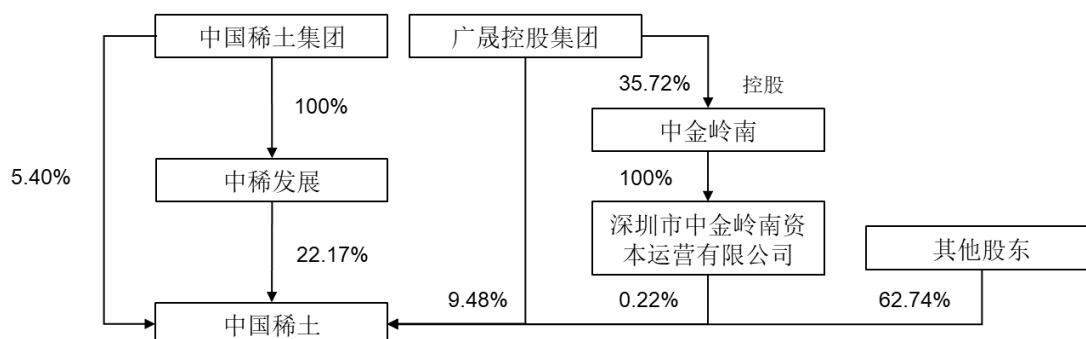 中国稀土集团
广晟控股集团
35.72%
控股
100%
中金岭南
5.40%
中稀发展
100%
深圳市中金岭南资
本运营有限公司
22.17%
其他股东
9.48%
0.22%
62.74%
中国稀土